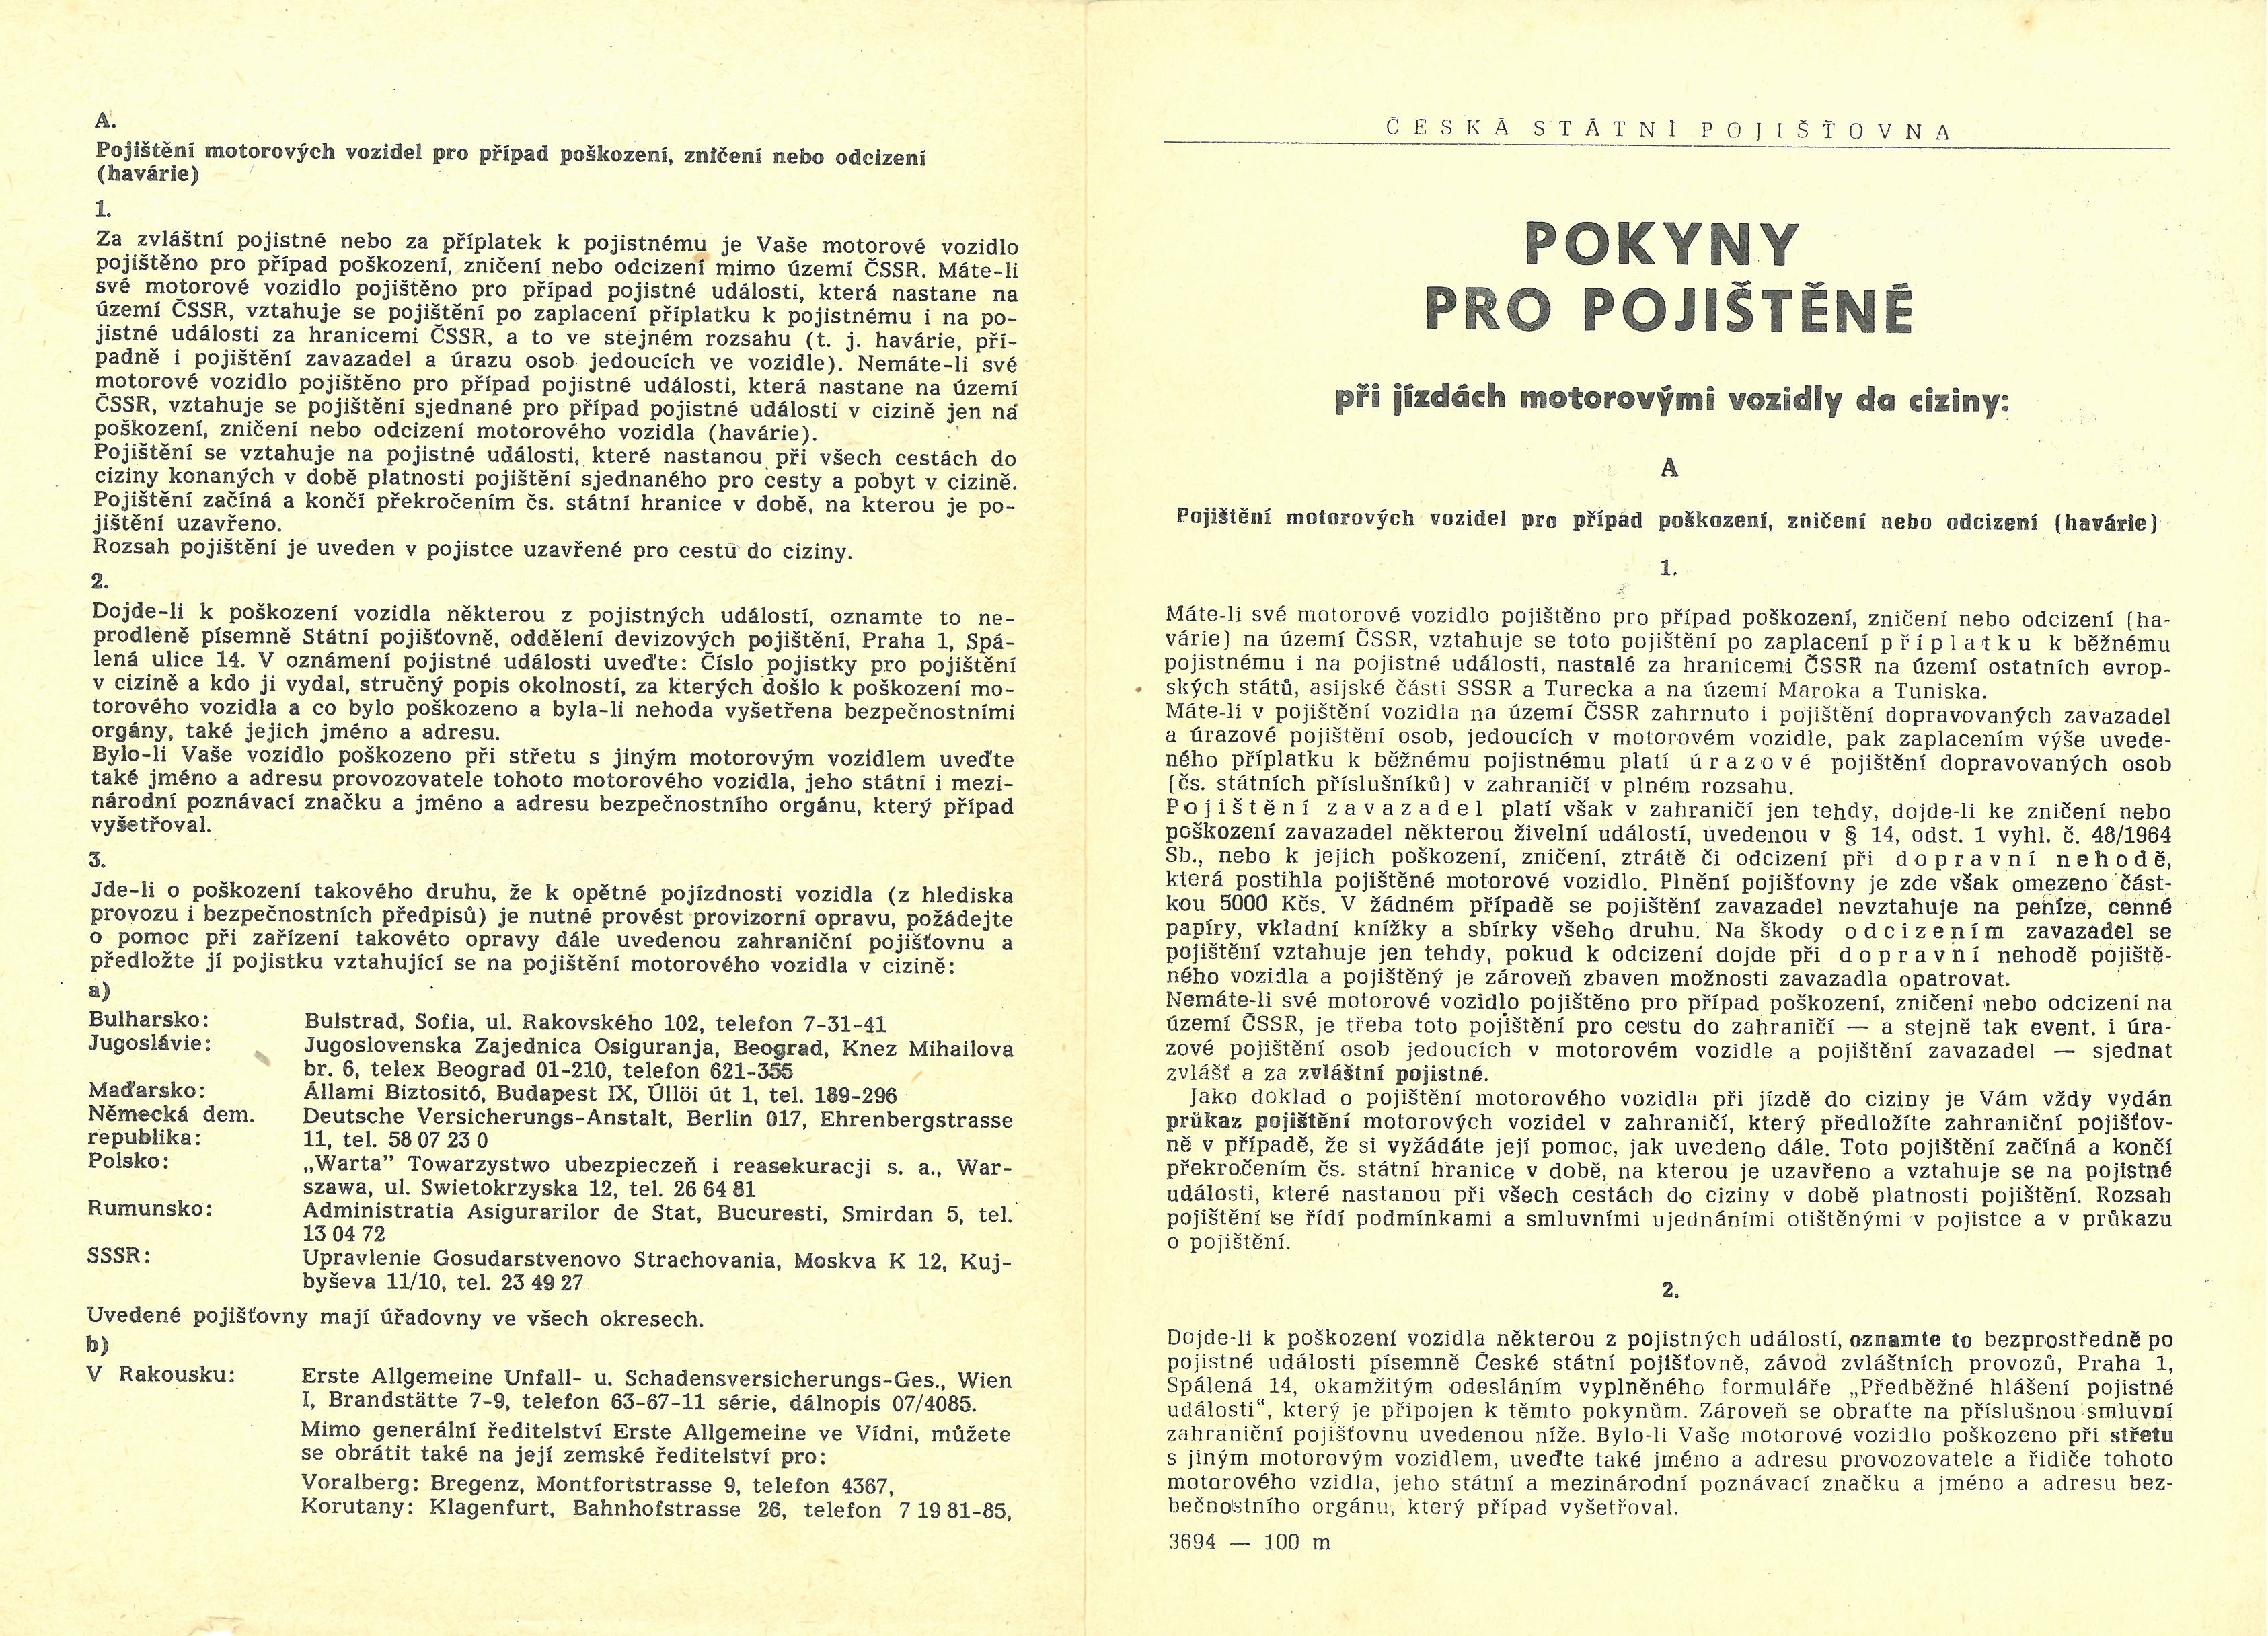 A.
Pojištění motorových vozidel pro případ poškození, zničení nebo odcizení
(havárie)
1.
Za zvláštní pojistné nebo za příplatek k pojistnému je Vaše motorové vozidlo
pojištěno pro případ poškození, zničení nebo odcizení mimo území ČSSR. Máte-li
své motorové vozidlo pojištěno pro případ pojistné události, která nastane na
území ČSSR, vztahuje se pojištění po zaplacení příplatku k pojistnému i na po-
jistné události za hranicemi ČSSR, a to ve stejném rozsahu (t. j. havárie, pří-
padně i pojištění zavazadel a úrazu osob jedoucích ve vozidle). Nemáte-li své
motorové vozidlo pojištěno pro případ pojistné události, která nastane na území
ČSSR, vztahuje se pojištění sjednané pro případ pojistné události v cizině jen na
poškození, zničení nebo odcizení motorového vozidla (havárie).
Pojištění se vztahuje na pojistné události, které nastanou při všech cestách do
ciziny konaných v době platnosti pojištění sjednaného pro cesty a pobyt v cizině.
Pojištění začíná a končí překročením čs. státní hranice v době, na kterou je po-
jištění uzavřeno.
Rozsah pojištění je uveden v pojistce uzavřené pro cestu do ciziny.
2.
Dojde-li k poškození vozidla některou z pojistných událostí, oznamte to ne-
prodleně písemně Státní pojišťovně, oddělení devizových pojištění, Praha 1, Spá-
lená ulice 14. V oznámení pojistné události uveďte: Číslo pojistky pro pojištění
v cizině a kdo ji vydal, stručný popis okolností, za kterých došlo k poškození mo-
torového vozidla a co bylo poškozeno a byla-li nehoda vyšetřena bezpečnostními
orgány, také jejich jméno a adresu.
Bylo-li Vaše vozidlo poškozeno při střetu s jiným motorovým vozidlem uveďte
také jméno a adresu provozovatele tohoto motorového vozidla, jeho státní i mezi-
národní poznávací značku a jméno a adresu bezpečnostního orgánu, který případ
vyšetřoval.
3.
Jde-li o poškození takového druhu, že k opětné pojízdnosti vozidla (z hlediska
provozu i bezpečnostních předpisů) je nutné provést provizorní opravu, požádejte
o pomoc při zařízení takovéto opravy dále uvedenou zahraniční pojišťovnu a
předložte jí pojistku vztahující se na pojištění motorového vozidla v cizině:
a)
Bulharsko: Bulstrad, Sofia, ul. Rakovského 102, telefon 7-31-41
Jugoslávie: Jugoslovenska Zajednica Osiguranja, Beograd, Knez Mihailova
br. 6, telex Beograd 01-210, telefon 621-355
Maďarsko: Állami Biztositó, Budapest IX, Üllöi út 1, tel. 189-296
Německá dem. Deutsche Versicherungs-Anstalt, Berlin 017, Ehrenbergstrasse
republika: 11, tel. 58 07 23 0
Polsko: „Warta" Towarzystwo ubezpieczeň i reasekuracji s. a., War-
szawa, ul. Swietokrzyska 12, tel. 26 64 81
Rumunsko: Administratia Asigurarilor de Stat, Bucuresti, Smirdan 5, tel.
13 04 72
SSSR: Upravlenie Gosudarstvenovo Strachovania, Moskva K 12, Kuj-
byševa 11/10, tel. 23 49 27
Uvedené pojišťovny mají úřadovny ve všech okresech.
b)
V Rakousku: Erste Allgemeine Unfall- u. Schadensversicherungs-Ges., Wien
I, Brandstätte 7-9, telefon 63-67-11 série, dálnopis 07/4085.
Mimo generální ředitelství Erste Allgemeine ve Vídni, můžete
se obrátit také na její zemské ředitelství pro:
Voralberg: Bregenz, Montfortstrasse 9, telefon 4367,
Korutany: Klagenfurt, Bahnhofstrasse 26, telefon 7 19 81-85,
ČESKÁ STÁTNÍ POJIŠŤOVNA
POKYNY
PRO POJIŠTĚNÉ
při jízdách motorovými vozidly do ciziny:
A
Pojištění motorových vozidel pro případ poškození, zničení nebo odcizení (havárie)
1.
Máte-li své motorové vozidlo pojištěno pro případ poškození, zničení nebo odcizení (ha-
várie) na území ČSSR, vztahuje se toto pojištění po zaplacení příplatku k běžnému
pojistnému i na pojistné události, nastalé za hranicemi ČSSR na území ostatních evrop-
ských států, asijské části SSSR a Turecka a na území Maroka a Tuniska.
Máte-li v pojištění vozidla na území ČSSR zahrnuto i pojištění dopravovaných zavazadel
a úrazové pojištění osob, jedoucích v motorovém vozidle, pak zaplacením výše uvede-
ného příplatku k běžnému pojistnému platí úrazové pojištění dopravovaných osob
(čs. státních příslušníků) v zahraničí v plném rozsahu.
Pojištění zavazadel platí však v zahraničí jen tehdy, dojde-li ke zničení nebo
poškození zavazadel některou živelní událostí, uvedenou v § 14, odst. 1 vyhl. č. 48/1964
Sb., nebo k jejich poškození, zničení, ztrátě či odcizení při dopravní nehodě,
která postihla pojištěné motorové vozidlo. Plnění pojišťovny je zde však omezeno část-
kou 5000 Kčs. V žádném případě se pojištění zavazadel nevztahuje na peníze, cenné
papíry, vkladní knížky a sbírky všeho druhu. Na škody odcizením zavazadel se
pojištění vztahuje jen tehdy, pokud k odcizení dojde při dopravní nehodě pojiště-
ného vozidla a pojištěný je zároveň zbaven možnosti zavazadla opatrovat.
Nemáte-li své motorové vozidlo pojištěno pro případ poškození, zničení nebo odcizení na
území ČSSR, je třeba toto pojištění pro cestu do zahraničí — a stejně tak event. i úra-
zové pojištění osob jedoucích v motorovém vozidle a pojištění zavazadel — sjednat
zvlášť a za zvláštní pojistné.
Jako doklad o pojištění motorového vozidla při jízdě do ciziny je Vám vždy vydán
průkaz pojištění motorových vozidel v zahraničí, který předložíte zahraniční pojišťov-
ně v případě, že si vyžádáte její pomoc, jak uvedeno dále. Toto pojištění začíná a končí
překročením čs. státní hranice v době, na kterou je uzavřeno a vztahuje se na pojistné
události, které nastanou při všech cestách do ciziny v době platnosti pojištění. Rozsah
pojištění se řídí podmínkami a smluvními ujednáními otištěnými v pojistce a v průkazu
o pojištění.
2.
Dojde-li k poškození vozidla některou z pojistných událostí, oznamte to bezprostředně po
pojistné události písemně České státní pojišťovně, závod zvláštních provozů, Praha 1,
Spálená 14, okamžitým odesláním vyplněného formuláře „Předběžné hlášení pojistné
události“, který je připojen k těmto pokynům. Zároveň se obraťte na příslušnou smluvní
zahraniční pojišťovnu uvedenou níže. Bylo-li Vaše motorové vozidlo poškozeno při střetu
s jiným motorovým vozidlem, uveďte také jméno a adresu provozovatele a řidiče tohoto
motorového vzidla, jeho státní a mezinárodní poznávací značku a jméno a adresu bez-
bečnostního orgánu, který případ vyšetřoval.
3694 — 100 m